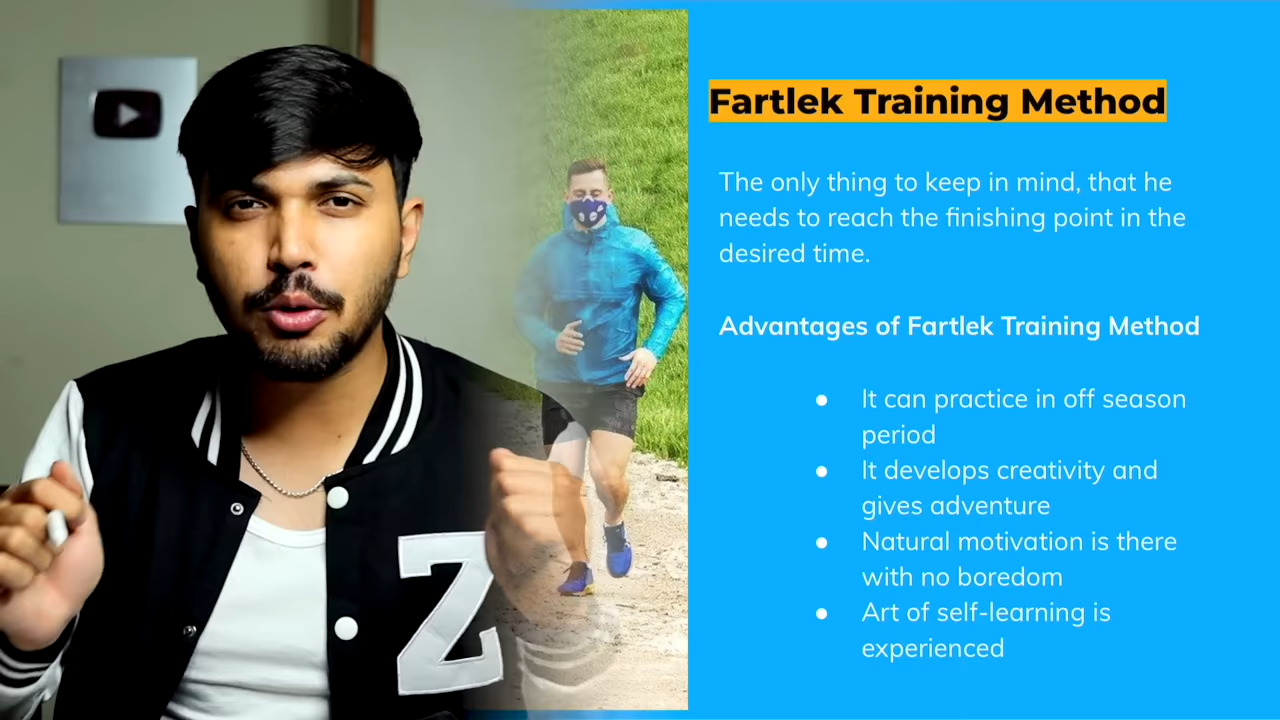 Fartlek Training Method
The only thing to keep in mind, that he
needs to reach the finishing point in the
desired time.
Advantages of Fartlek Training Method
● It can practice in off season
period
● It develops creativity and
gives adventure
● Natural motivation is there
with no boredom
● Art of self-learning is
experienced
Z